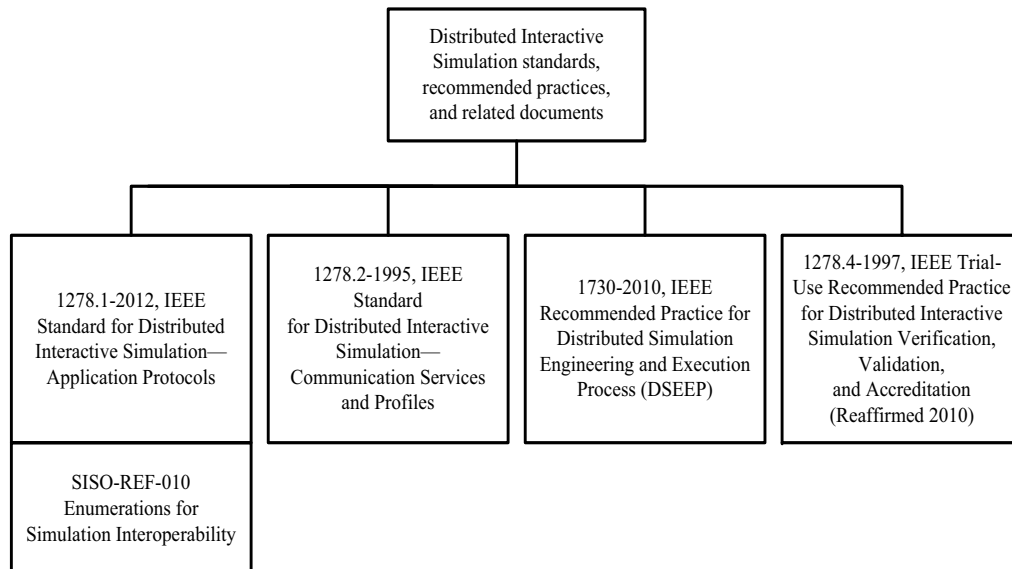 Distributed Interactive
Simulation standards,
recommended practices,
and related documents
1278.1-2012, IEEE
Standard for Distributed
Interactive Simulation—
Application Protocols
SISO-REF-010
Enumerations for
Simulation Interoperability
1278.2-1995, IEEE
Standard
for Distributed Interactive
Simulation—
Communication Services
and Profiles
1730-2010, IEEE
Recommended Practice for
Distributed Simulation
Engineering and Execution
Process (DSEEP)
1278.4-1997, IEEE Trial-
Use Recommended Practice
for Distributed Interactive
Simulation Verification,
Validation,
and Accreditation
(Reaffirmed 2010)